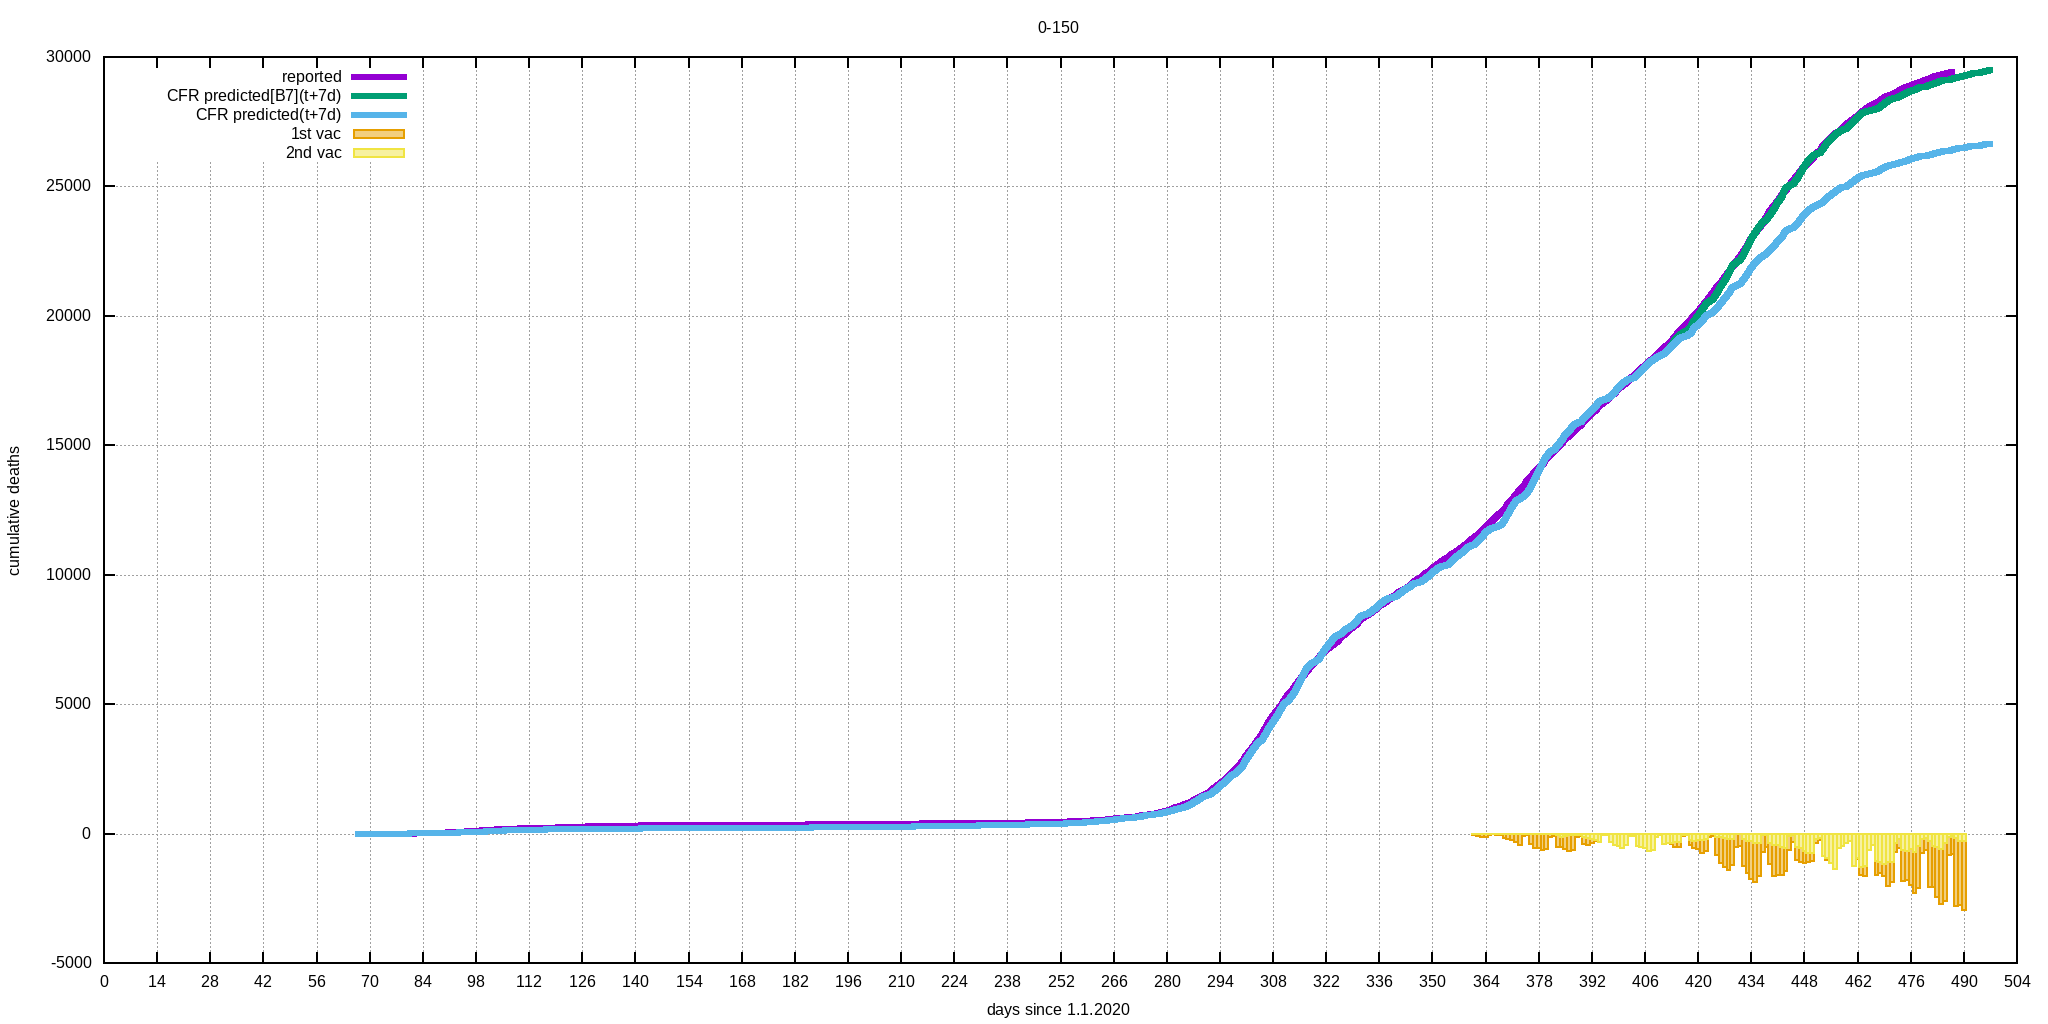 0-150
30000
25000
20000
15000
10000
5000
0
-5000
cumulative deaths
reported
CFR predicted[B7](t+7d)
CFR predicted(t+7d)
1st vac
2nd vac
0 14 28 42 56 70 84 98 112 126 140 154 168 182 196 210 224 238 252 266 280 294 308 322 336 350 364 378 392 406 420 434 448 462 476 490 504
days since 1.1.2020